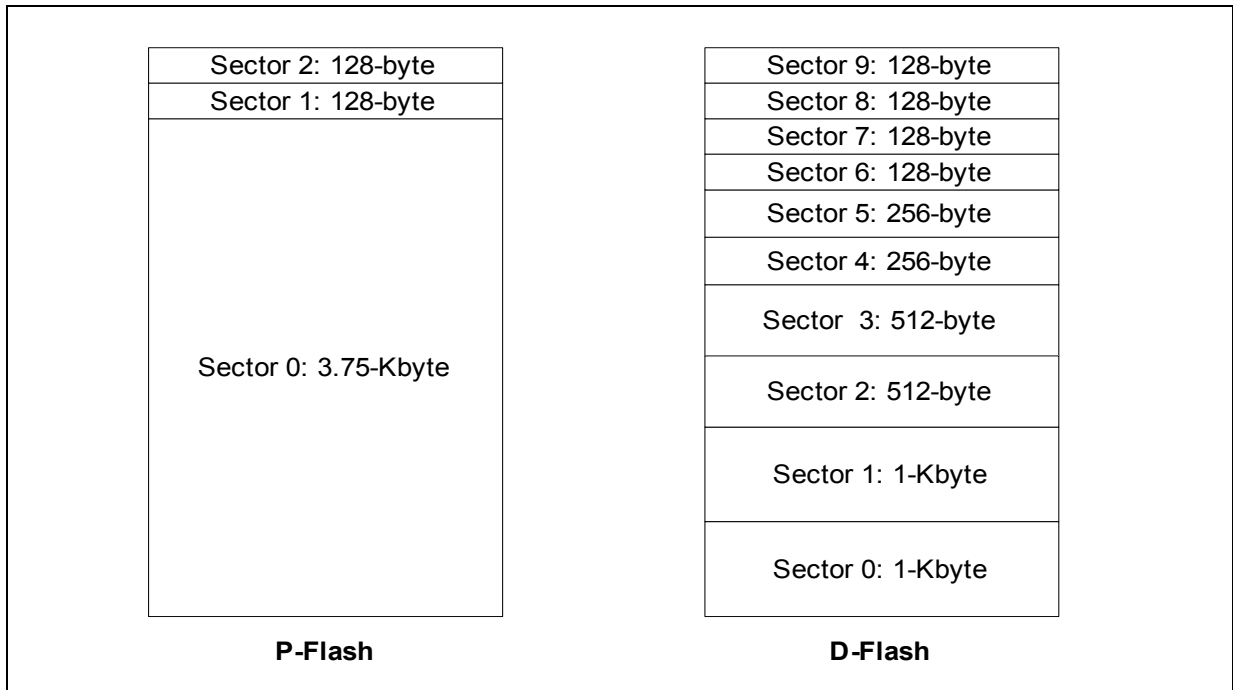 Sector 2: 128-byte
Sector 1: 128-byte
Sector 0: 3.75-Kbyte
P-Flash
Sector 9: 128-byte
Sector 8: 128-byte
Sector 7: 128-byte
Sector 6: 128-byte
Sector 5: 256-byte
Sector 4: 256-byte
Sector 3: 512-byte
Sector 2: 512-byte
Sector 1: 1-Kbyte
Sector 0: 1-Kbyte
D-Flash